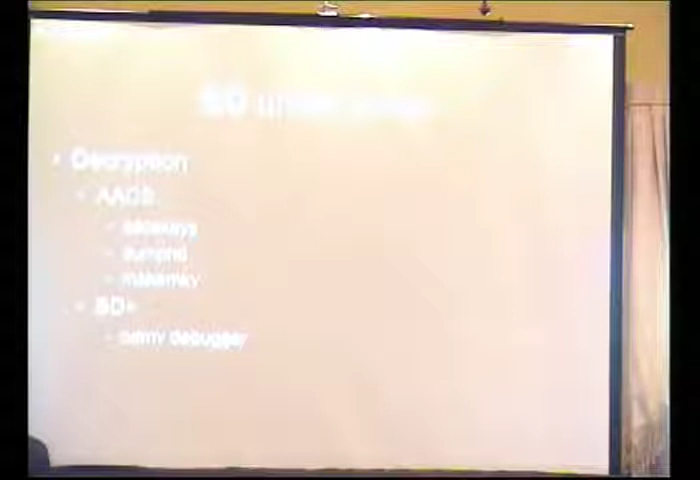 BD
Decryption
AACS
aacskeys
dumphd
makemkv
BD+
debugger